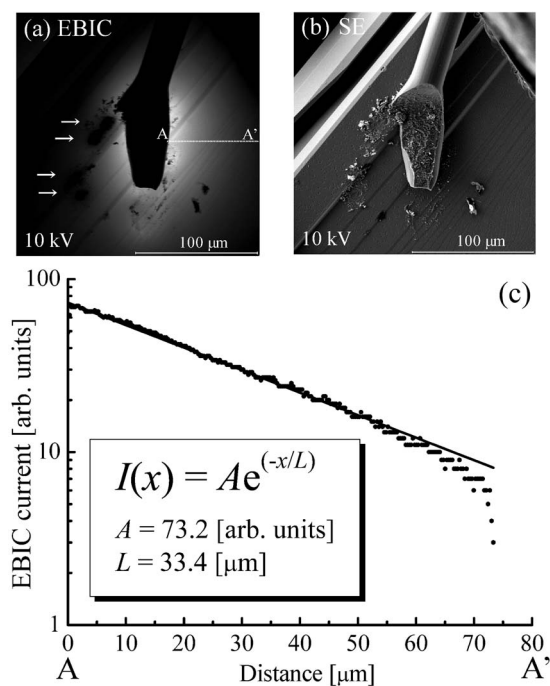 (a) EBIC
A A'
10 kV
100 μm
(b) SE
10 kV
100 μm
(c)
EBIC current [arb. units]
100
10
1
I(x) = Ae^(-x/L)
A = 73.2 [arb. units]
L = 33.4 [μm]
0 10 20 30 40 50 60 70 80
A Distance [μm] A'